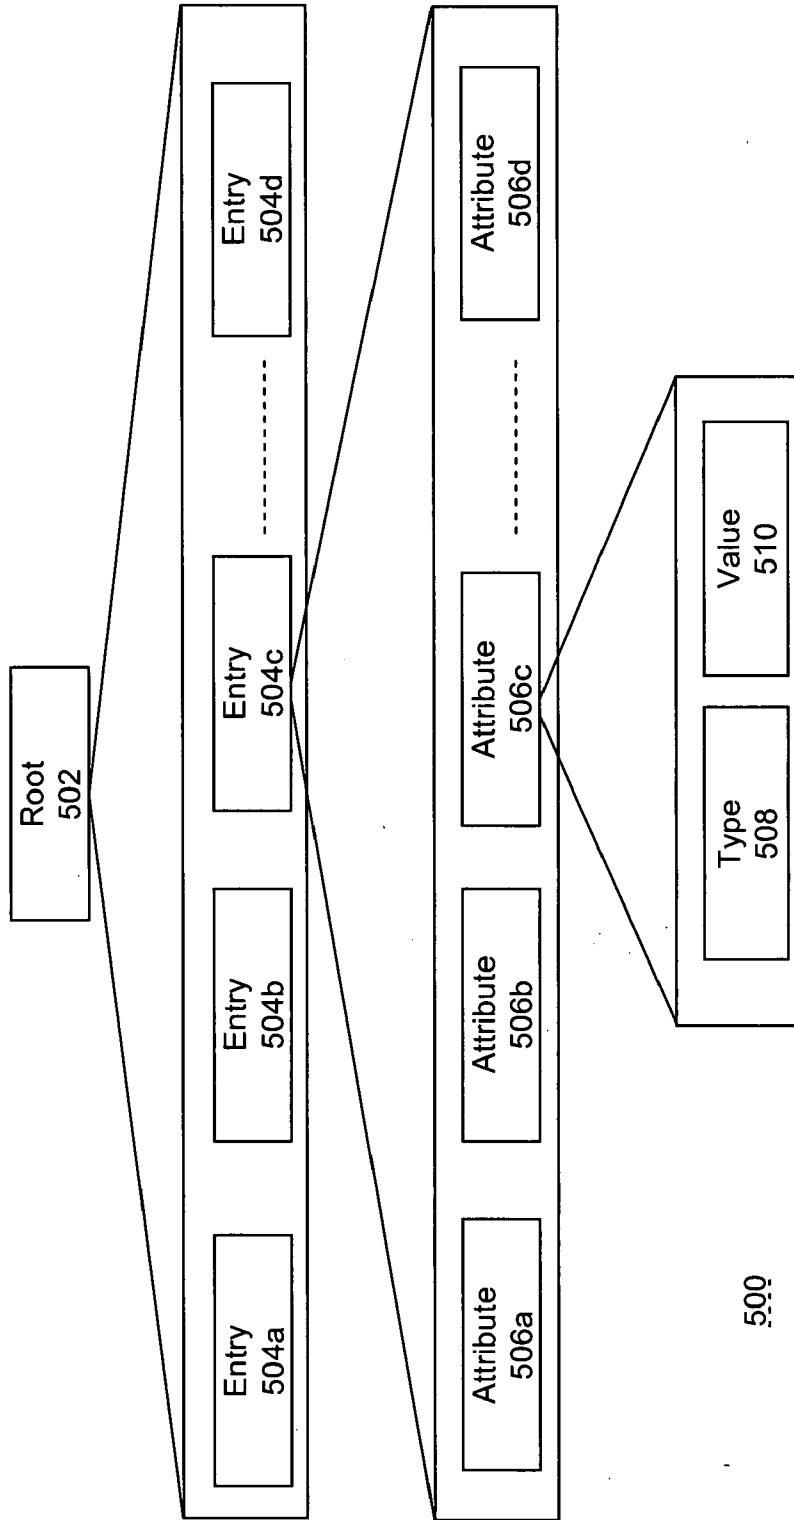 Root
502
Entry
504a
Entry
504b
Entry
504c
Entry
504d
Attribute
506a
Attribute
506b
Attribute
506c
Attribute
506d
Type
508
Value
510
500